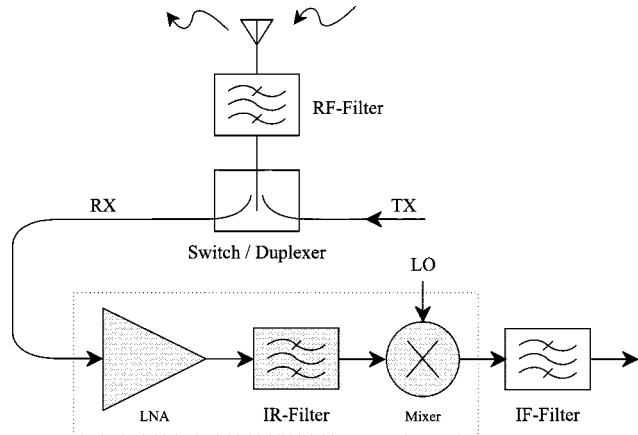 RF-Filter
RX
TX
Switch / Duplexer
LO
LNA
IR-Filter
Mixer
IF-Filter